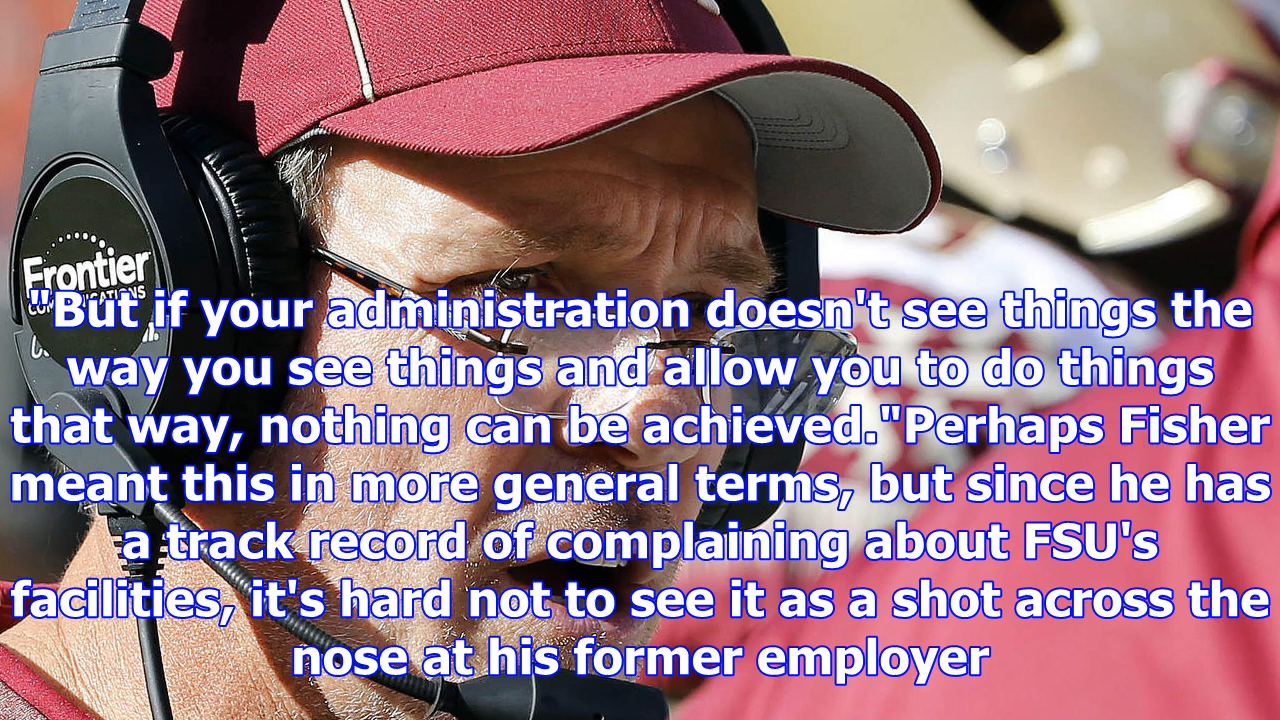 Frontier
"But if your administration doesn't see things the
way you see things and allow you to do things
that way, nothing can be achieved."Perhaps Fisher
meant this in more general terms, but since he has
a track record of complaining about FSU's
facilities, it's hard not to see it as a shot across the
nose at his former employer